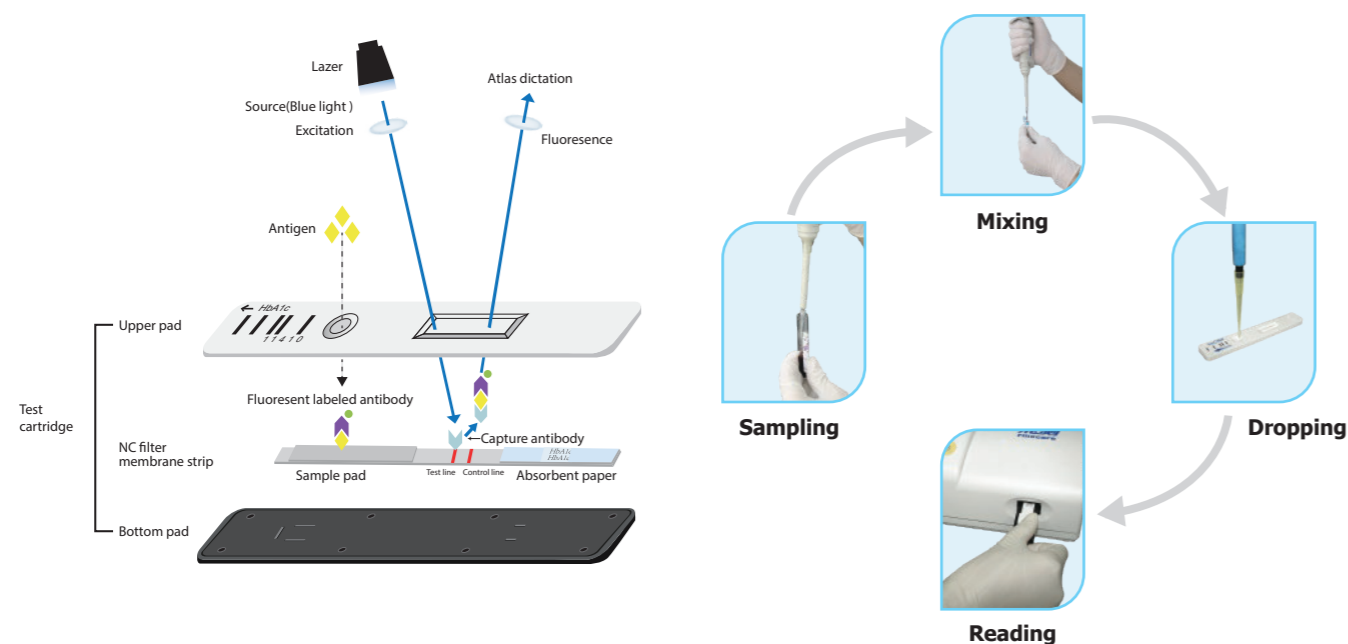 Lazer
Source(Blue light )
Excitation
Atlas dictation
Fluoresence
Antigen
← HbA1c
11410
Upper pad
Fluoresent labeled antibody
Test
cartridge
NC filter
membrane strip
←Capture antibody
HbA1c
HbA1c
Sample pad
Test line
Control line
Absorbent paper
Bottom pad
Mixing
Sampling
Dropping
Reading